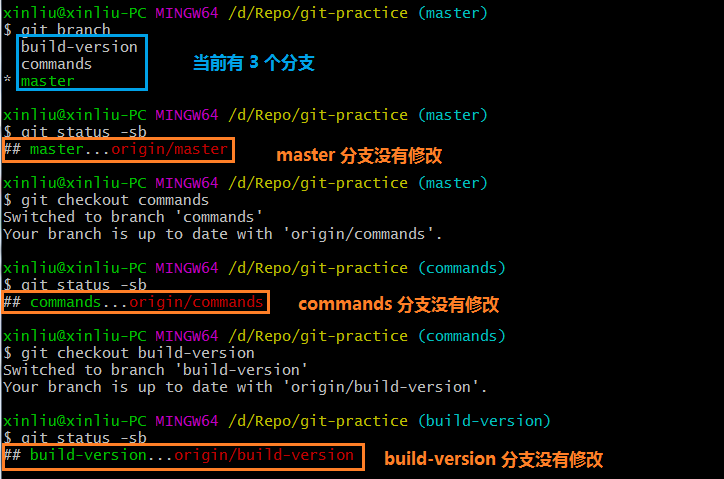 xinliu@xinliu-PC MINGW64 /d/Repo/git-practice (master)
$ git branch
build-version
commands
* master
当前有 3 个分支
xinliu@xinliu-PC MINGW64 /d/Repo/git-practice (master)
$ git status -sb
## master...origin/master
master 分支没有修改
xinliu@xinliu-PC MINGW64 /d/Repo/git-practice (master)
$ git checkout commands
Switched to branch 'commands'
Your branch is up to date with 'origin/commands'.
xinliu@xinliu-PC MINGW64 /d/Repo/git-practice (commands)
$ git status -sb
## commands...origin/commands
commands 分支没有修改
xinliu@xinliu-PC MINGW64 /d/Repo/git-practice (commands)
$ git checkout build-version
Switched to branch 'build-version'
Your branch is up to date with 'origin/build-version'.
xinliu@xinliu-PC MINGW64 /d/Repo/git-practice (build-version)
$ git status -sb
## build-version...origin/build-version
build-version 分支没有修改